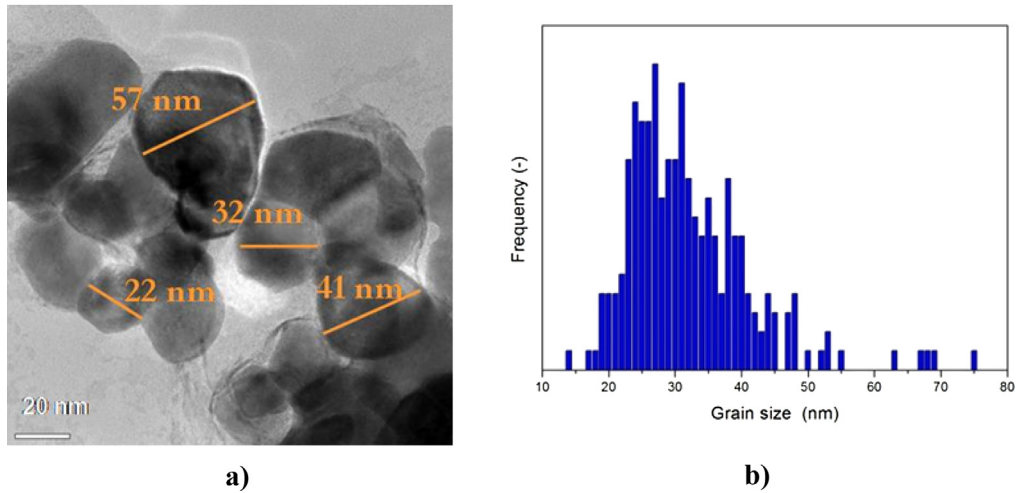 57 nm
32 nm
22 nm
41 nm
20 nm
a)
Frequency (-)
10 20 30 40 50 60 70 80
Grain size (nm)
b)